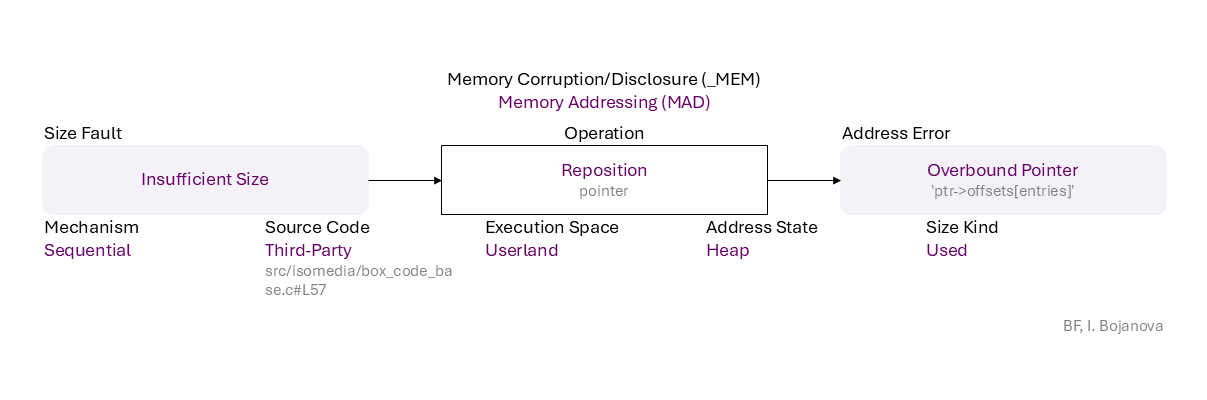 Memory Corruption/Disclosure (_MEM)
Memory Addressing (MAD)
Size Fault
Operation
Address Error
Insufficient Size
Reposition
pointer
Overbound Pointer
'ptr->offsets[entries]'
Mechanism
Sequential
Source Code
Third-Party
src/isomedia/box_code_ba
se.c#L57
Execution Space
Userland
Address State
Heap
Size Kind
Used
BF, I. Bojanova